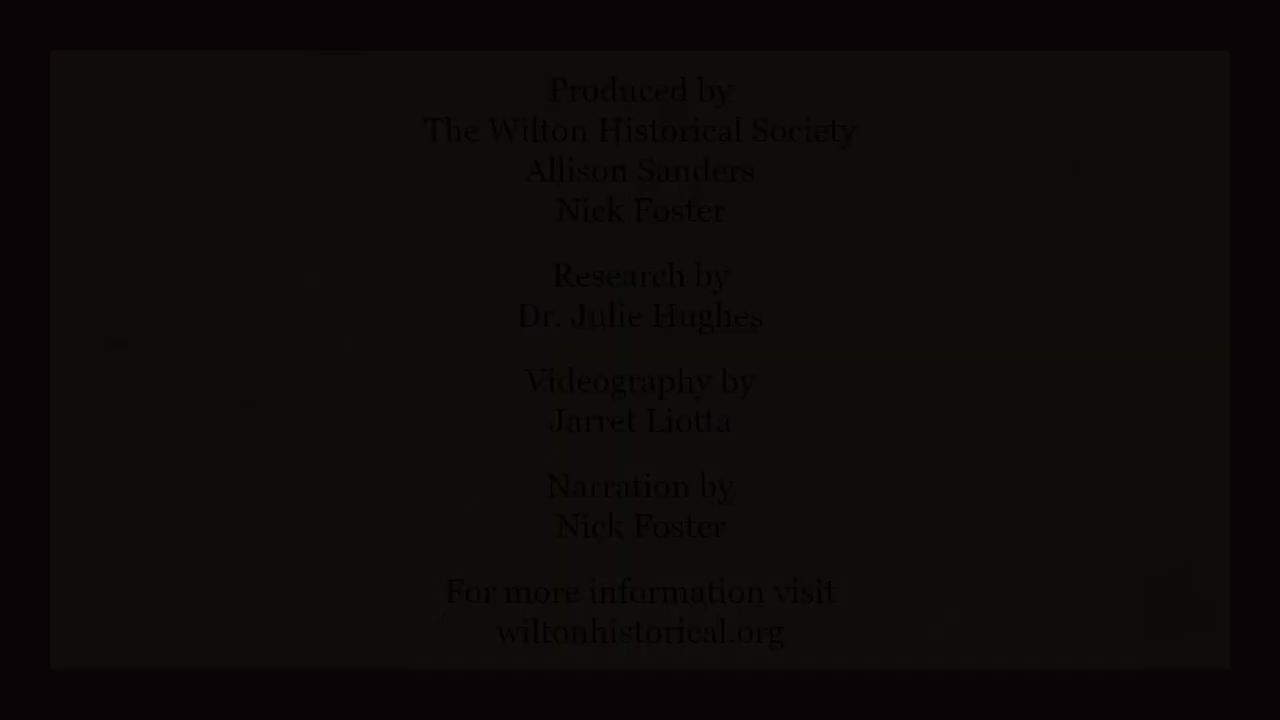 Produced by
The Wilton Historical Society
Allison Sanders
Nick Foster
Research by
Dr. Julie Hughes
Videography by
Jarret Liotta
Narration by
Nick Foster
For more information visit
wiltonhistorical.org